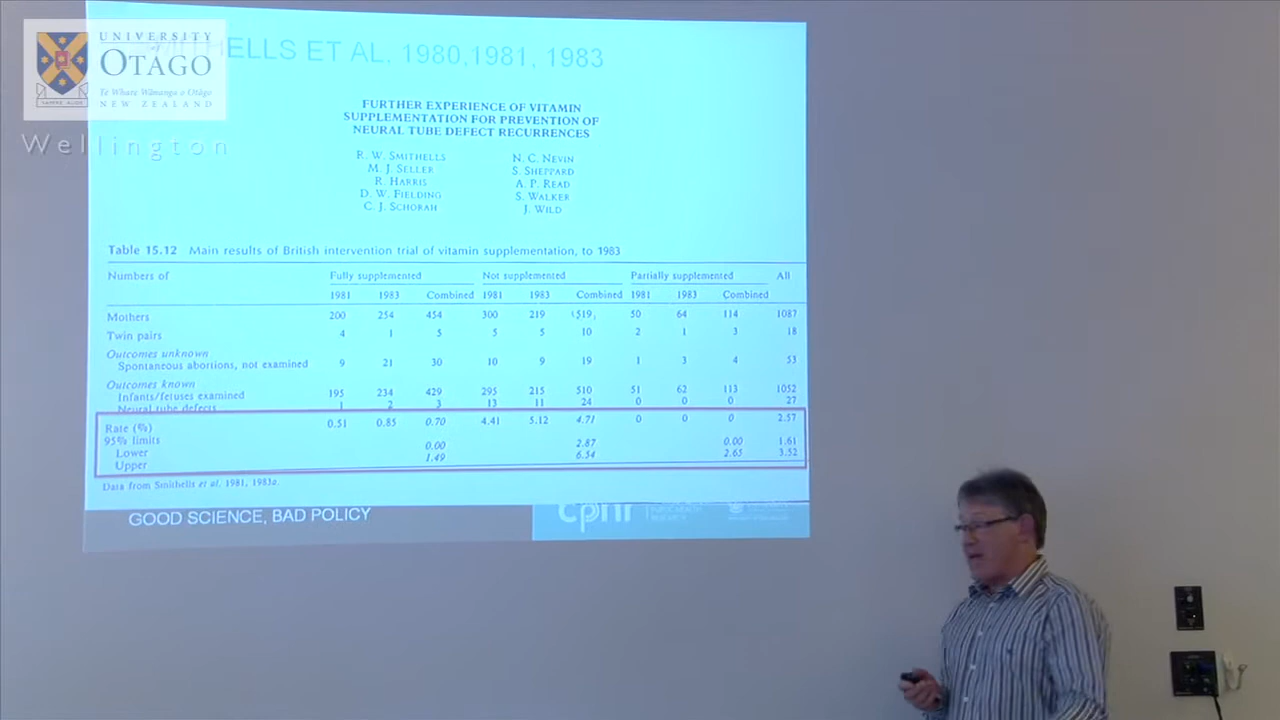 UNIVERSITY
of
OTAGO
Te Whare Wānanga o Otāgo
NEW ZEALAND
SAPERE AUDE
Wellington
SMITHELLS ET AL. 1980,1981, 1983
FURTHER EXPERIENCE OF VITAMIN
SUPPLEMENTATION FOR PREVENTION OF
NEURAL TUBE DEFECT RECURRENCES
R. W. SMITHELLS N. C. NEVIN
M. J. SELLER S. SHEPPARD
R. HARRIS A. P. READ
D. W. FIELDING S. WALKER
C. J. SCHORAH J. WILD
Table 15.12 Main results of British intervention trial of vitamin supplementation, to 1983
Numbers of Fully supplemented Not supplemented Partially supplemented All
1981 1983 Combined 1981 1983 Combined 1981 1983 Combined
Mothers 200 254 454 300 219 519 50 64 114 1087
Twin pairs 4 1 5 5 5 10 2 1 3 18
Outcomes unknown
Spontaneous abortions, not examined 9 21 30 10 9 19 1 3 4 53
Outcomes known
Infants/fetuses examined 195 234 429 295 215 510 51 62 113 1052
Neural tube defects 1 2 3 13 11 24 0 0 0 27
Rate (%) 0.51 0.85 0.70 4.41 5.12 4.71 0 0 0 2.57
95% limits
Lower 0.00 2.87 0.00 1.61
Upper 1.49 6.54 2.65 3.52
Data from Smithells et al. 1981, 1983a.
GOOD SCIENCE, BAD POLICY
cphr